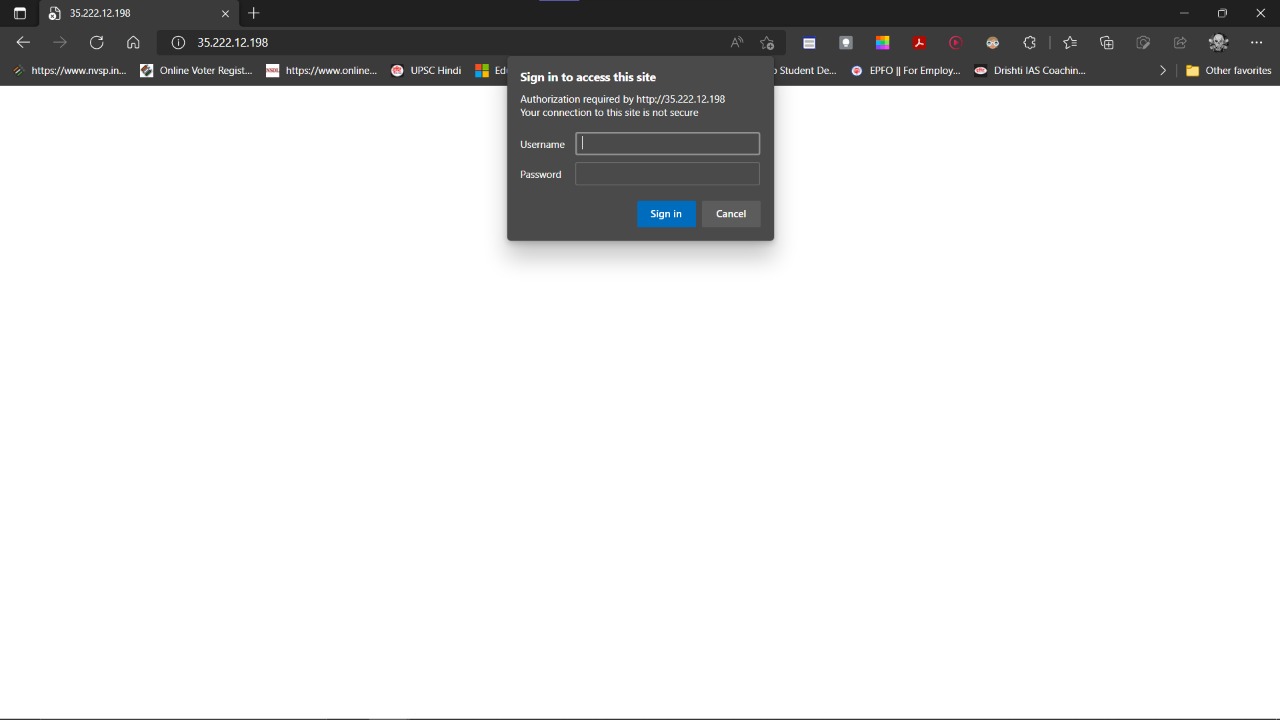 35.222.12.198
35.222.12.198
https://www.nvsp.in...
Online Voter Regist...
NSDL
https://www.online...
UPSC Hindi
Ed
Student De...
EPFO || For Employ...
Drishti IAS Coachin...
Other favorites
Sign in to access this site
Authorization required by http://35.222.12.198
Your connection to this site is not secure
Username
Password
Sign in
Cancel